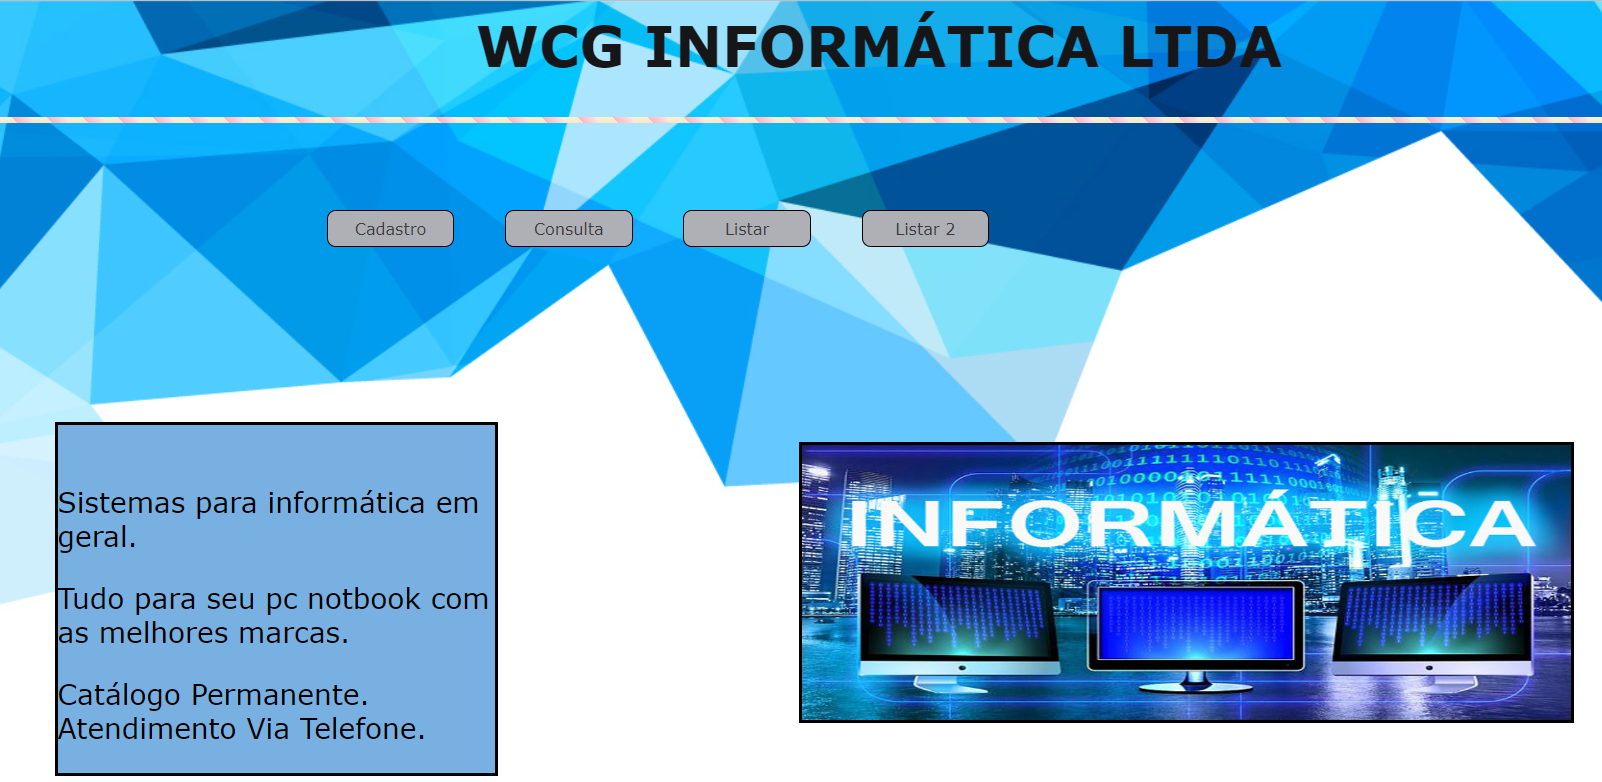 WCG INFORMÁTICA LTDA
Cadastro
Consulta
Listar
Listar 2
Sistemas para informática em
geral.
Tudo para seu pc notbook com
as melhores marcas.
Catálogo Permanente.
Atendimento Via Telefone.
INFORMÁTICA